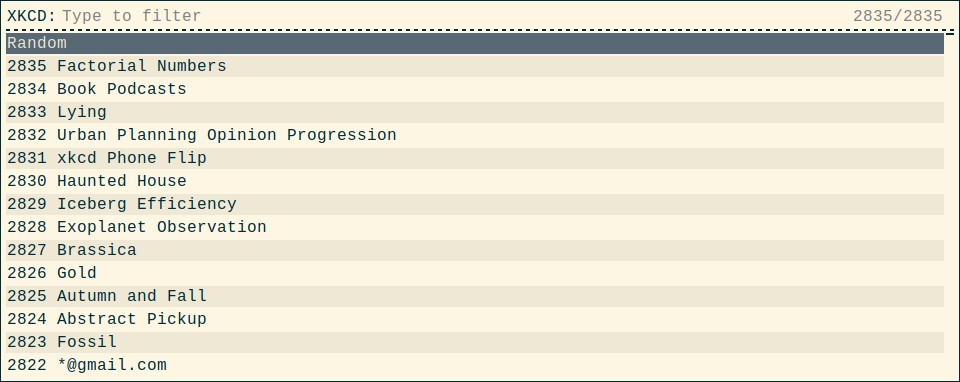 XKCD: Type to filter 2835/2835
Random
2835 Factorial Numbers
2834 Book Podcasts
2833 Lying
2832 Urban Planning Opinion Progression
2831 xkcd Phone Flip
2830 Haunted House
2829 Iceberg Efficiency
2828 Exoplanet Observation
2827 Brassica
2826 Gold
2825 Autumn and Fall
2824 Abstract Pickup
2823 Fossil
2822 *@gmail.com